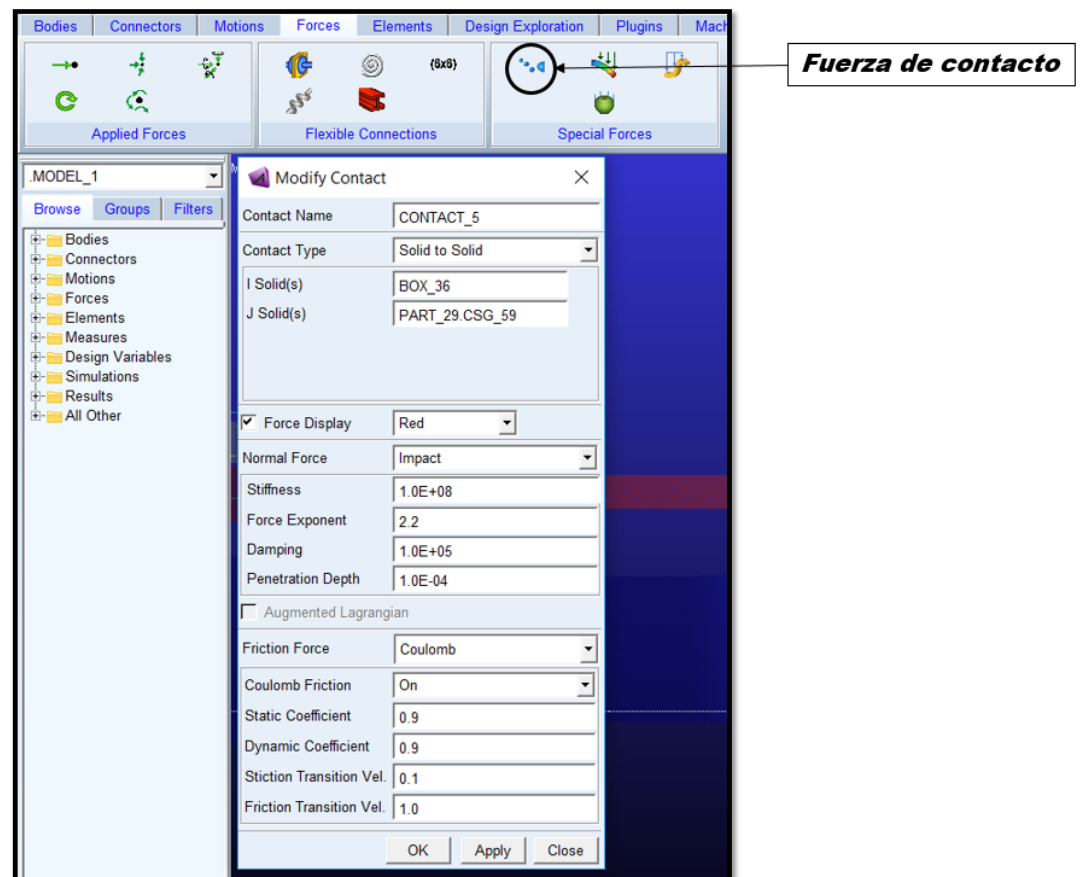 Bodies Connectors Motions Forces Elements Design Exploration Plugins Mach
(6x6)
Fuerza de contacto
Applied Forces Flexible Connections Special Forces
.MODEL_1
Browse Groups Filters
Bodies
Connectors
Motions
Forces
Elements
Measures
Design Variables
Simulations
Results
All Other
Modify Contact
Contact Name CONTACT_5
Contact Type Solid to Solid
I Solid(s) BOX_36
J Solid(s) PART_29.CSG_59
Force Display Red
Normal Force Impact
Stiffness 1.0E+08
Force Exponent 2.2
Damping 1.0E+05
Penetration Depth 1.0E-04
Augmented Lagrangian
Friction Force Coulomb
Coulomb Friction On
Static Coefficient 0.9
Dynamic Coefficient 0.9
Stiction Transition Vel. 0.1
Friction Transition Vel. 1.0
OK Apply Close